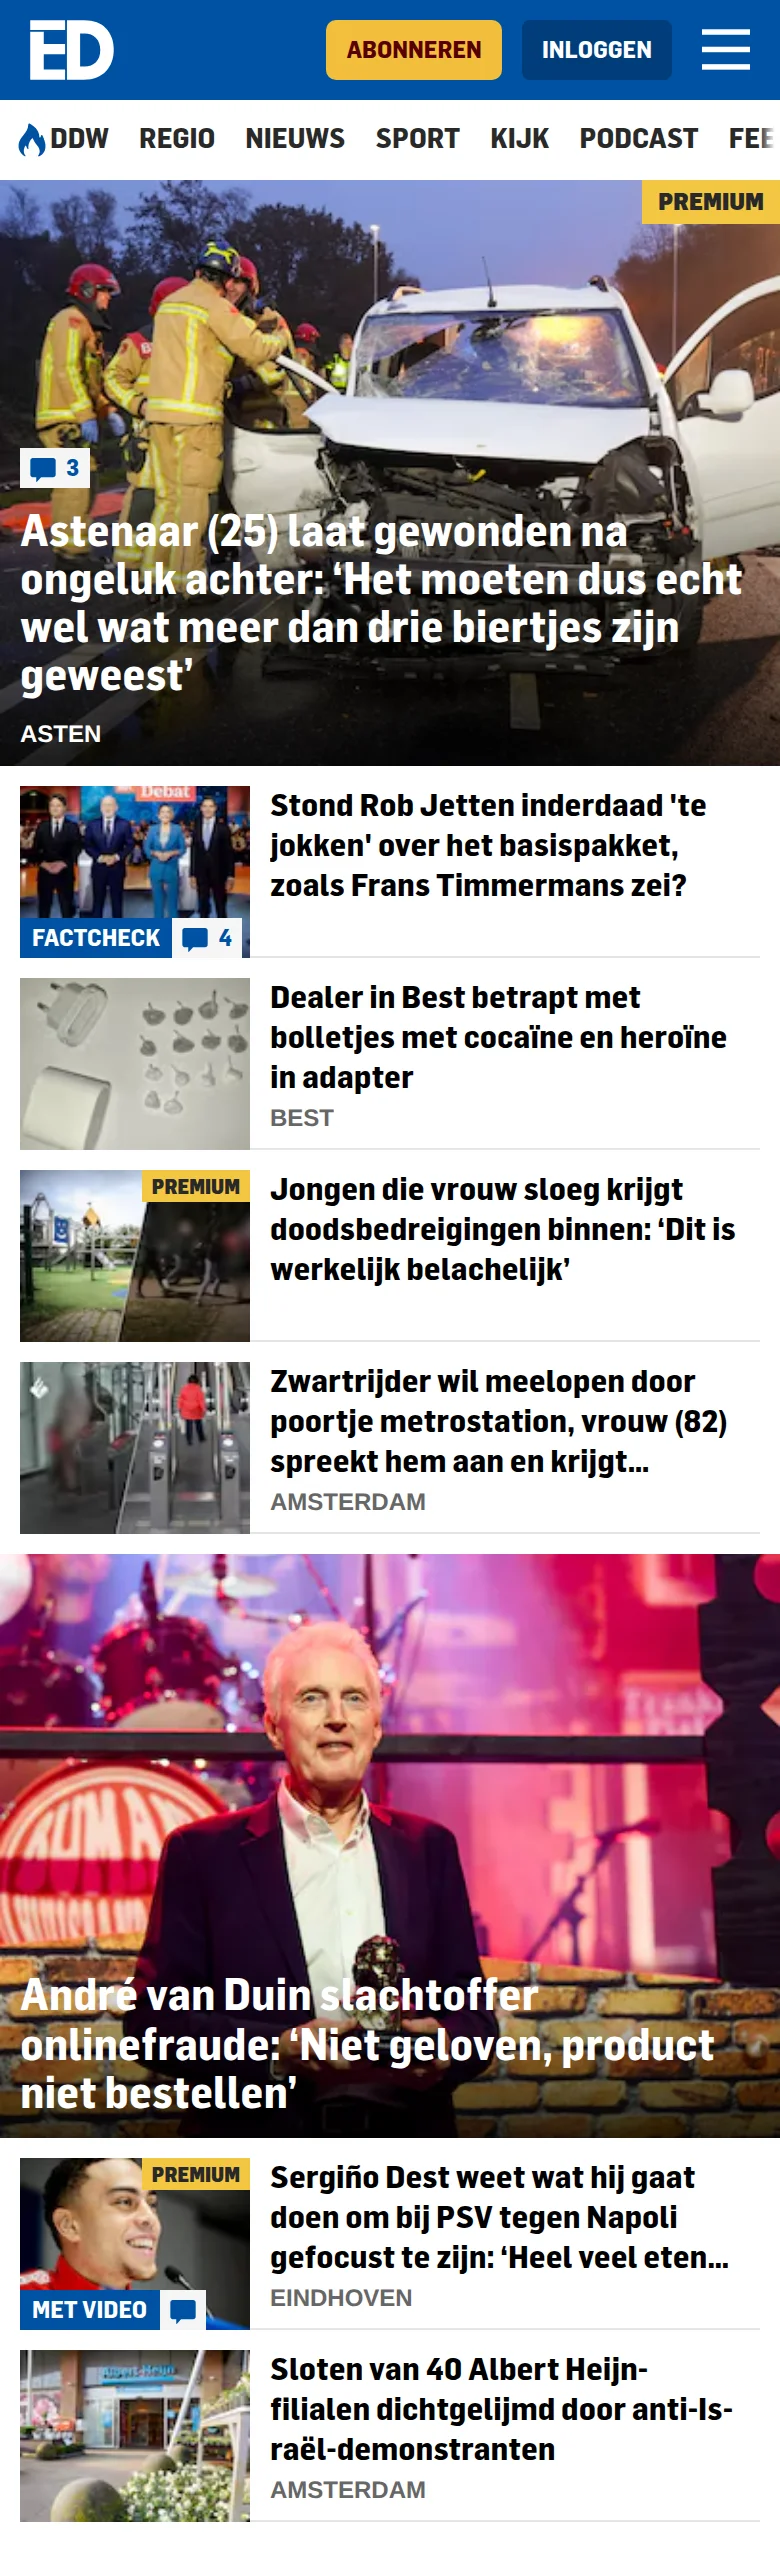 ED
ABONNEREN
INLOGGEN
DDW REGIO NIEUWS SPORT KIJK PODCAST FEE
PREMIUM
3
Astenaar (25) laat gewonden na
ongeluk achter: ‘Het moeten dus echt
wel wat meer dan drie biertjes zijn
geweest’
ASTEN
Debat
FACTCHECK 4
Stond Rob Jetten inderdaad 'te
jokken' over het basispakket,
zoals Frans Timmermans zei?
Dealer in Best betrapt met
bolletjes met cocaïne en heroïne
in adapter
BEST
PREMIUM
Jongen die vrouw sloeg krijgt
doodsbedreigingen binnen: ‘Dit is
werkelijk belachelijk’
Zwartrijder wil meelopen door
poortje metrostation, vrouw (82)
spreekt hem aan en krijgt...
AMSTERDAM
André van Duin slachtoffer
onlinefraude: ‘Niet geloven, product
niet bestellen’
PREMIUM
MET VIDEO
Sergiño Dest weet wat hij gaat
doen om bij PSV tegen Napoli
gefocust te zijn: ‘Heel veel eten...
EINDHOVEN
Albert Heijn
Sloten van 40 Albert Heijn-
filialen dichtgelijmd door anti-Is-
raël-demonstranten
AMSTERDAM